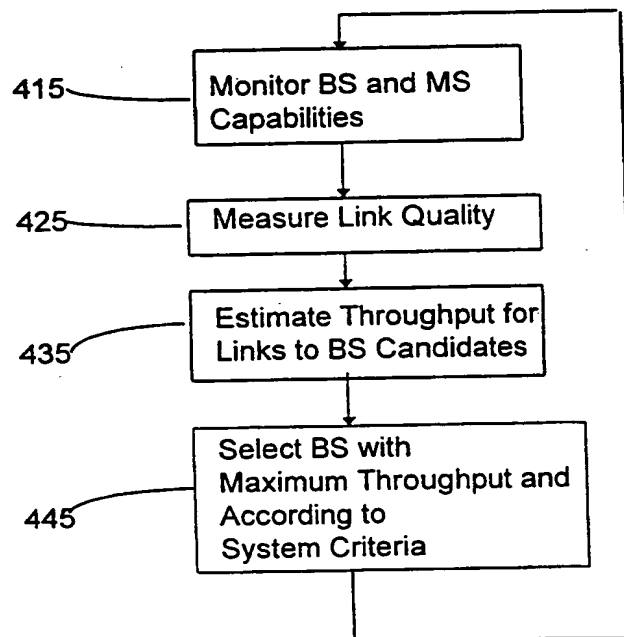 415
Monitor BS and MS
Capabilities
425
Measure Link Quality
435
Estimate Throughput for
Links to BS Candidates
445
Select BS with
Maximum Throughput and
According to
System Criteria